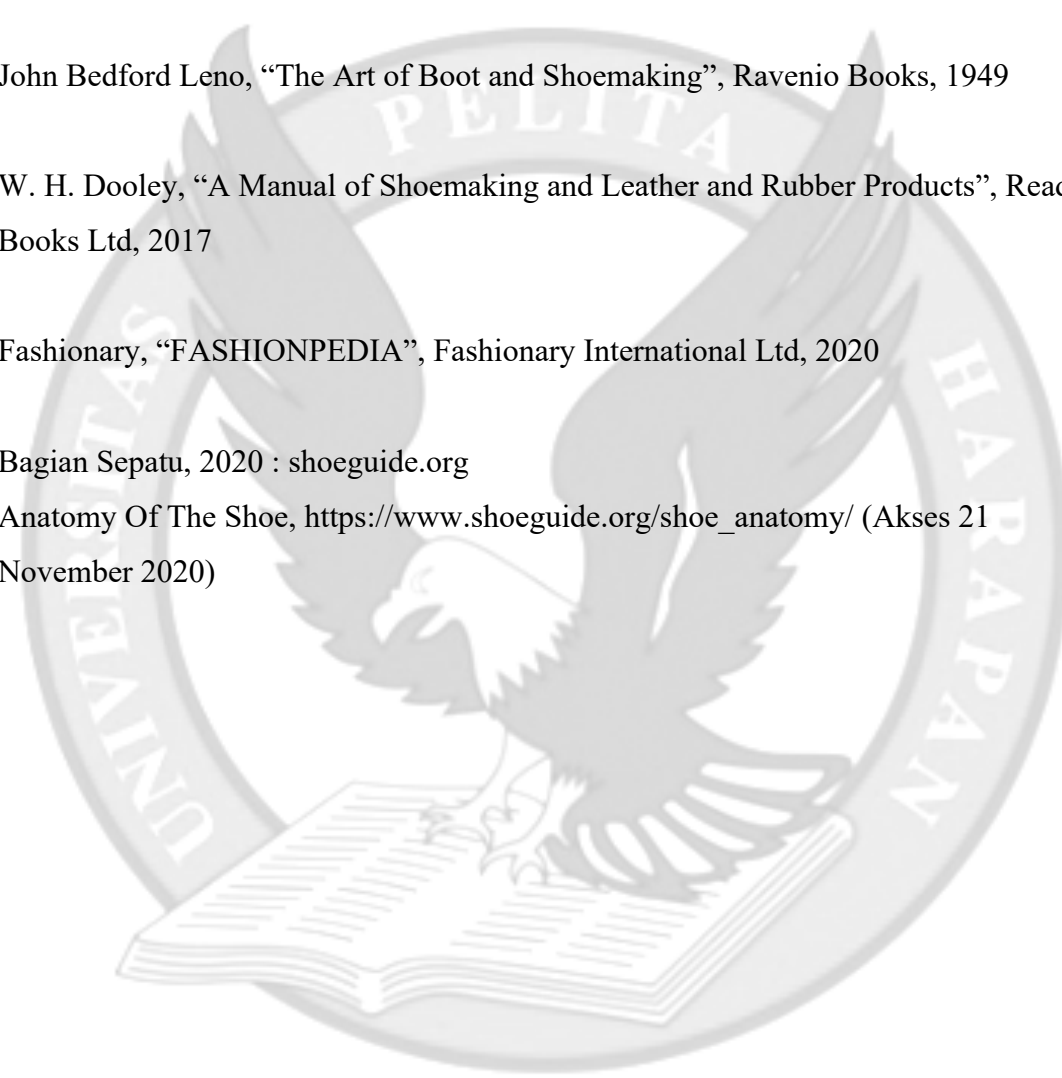 John Bedford Leno, “The Art of Boot and Shoemaking”, Ravenio Books, 1949
W. H. Dooley, “A Manual of Shoemaking and Leather and Rubber Products”, Read
Books Ltd, 2017
Fashionary, “FASHIONPEDIA”, Fashionary International Ltd, 2020
Bagian Sepatu, 2020 : shoeguide.org
Anatomy Of The Shoe, https://www.shoeguide.org/shoe_anatomy/ (Akses 21
November 2020)
UNIVERSITAS PELITA HARAPAN